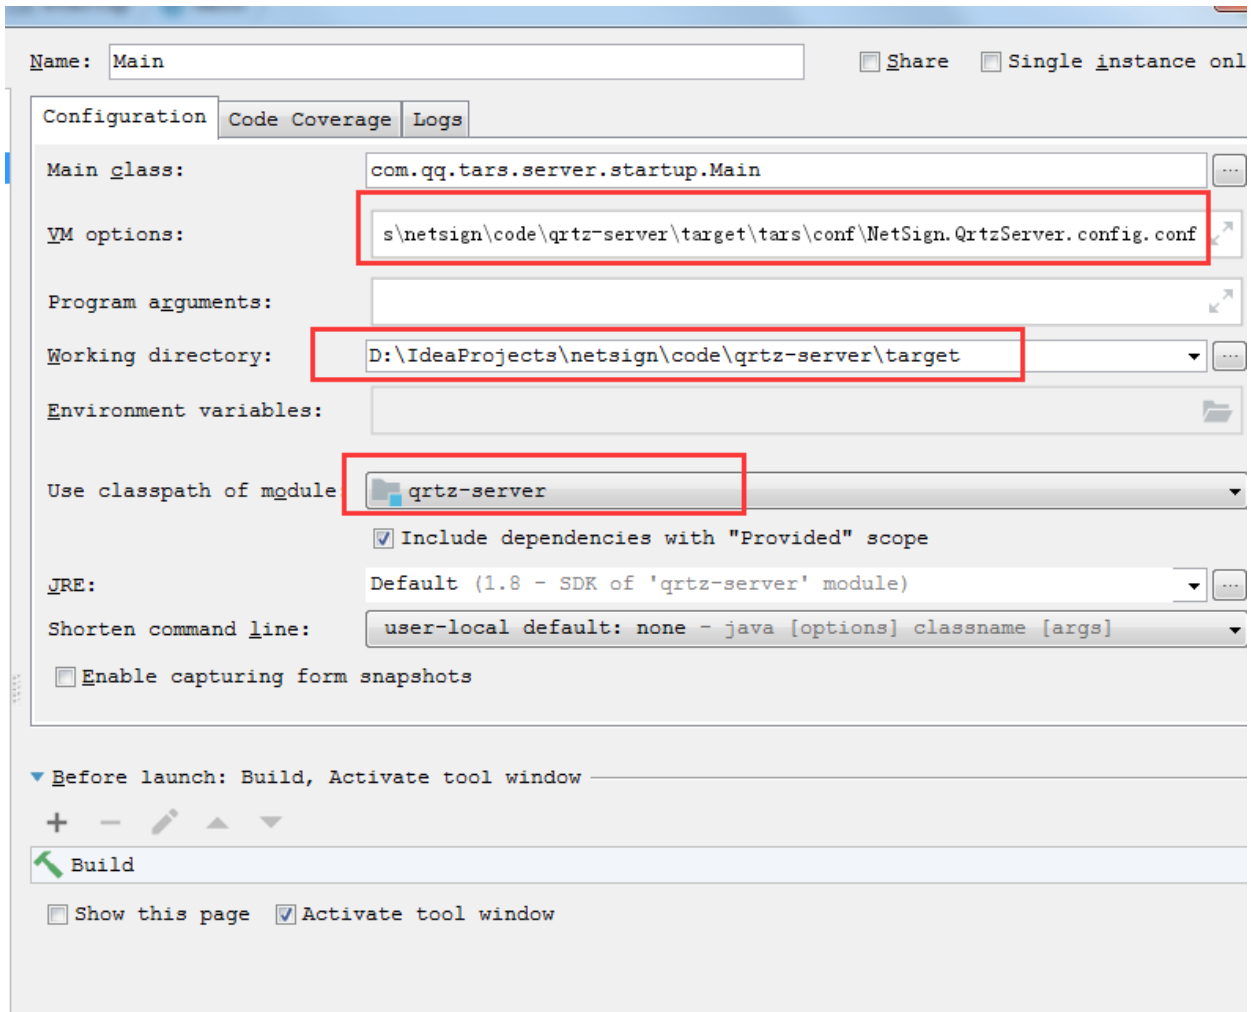 Name: Main Share Single instance onl
Configuration Code Coverage Logs
Main class: com.qq.tars.server.startup.Main ...
VM options: s\netsign\code\qrtz-server\target\tars\conf\NetSign.QrtzServer.config.conf
Program arguments:
Working directory: D:\IdeaProjects\netsign\code\qrtz-server\target ...
Environment variables:
Use classpath of module: qrtz-server
Include dependencies with "Provided" scope
JRE: Default (1.8 - SDK of 'qrtz-server' module) ...
Shorten command line: user-local default: none - java [options] classname [args]
Enable capturing form snapshots
Before launch: Build, Activate tool window
Build
Show this page Activate tool window